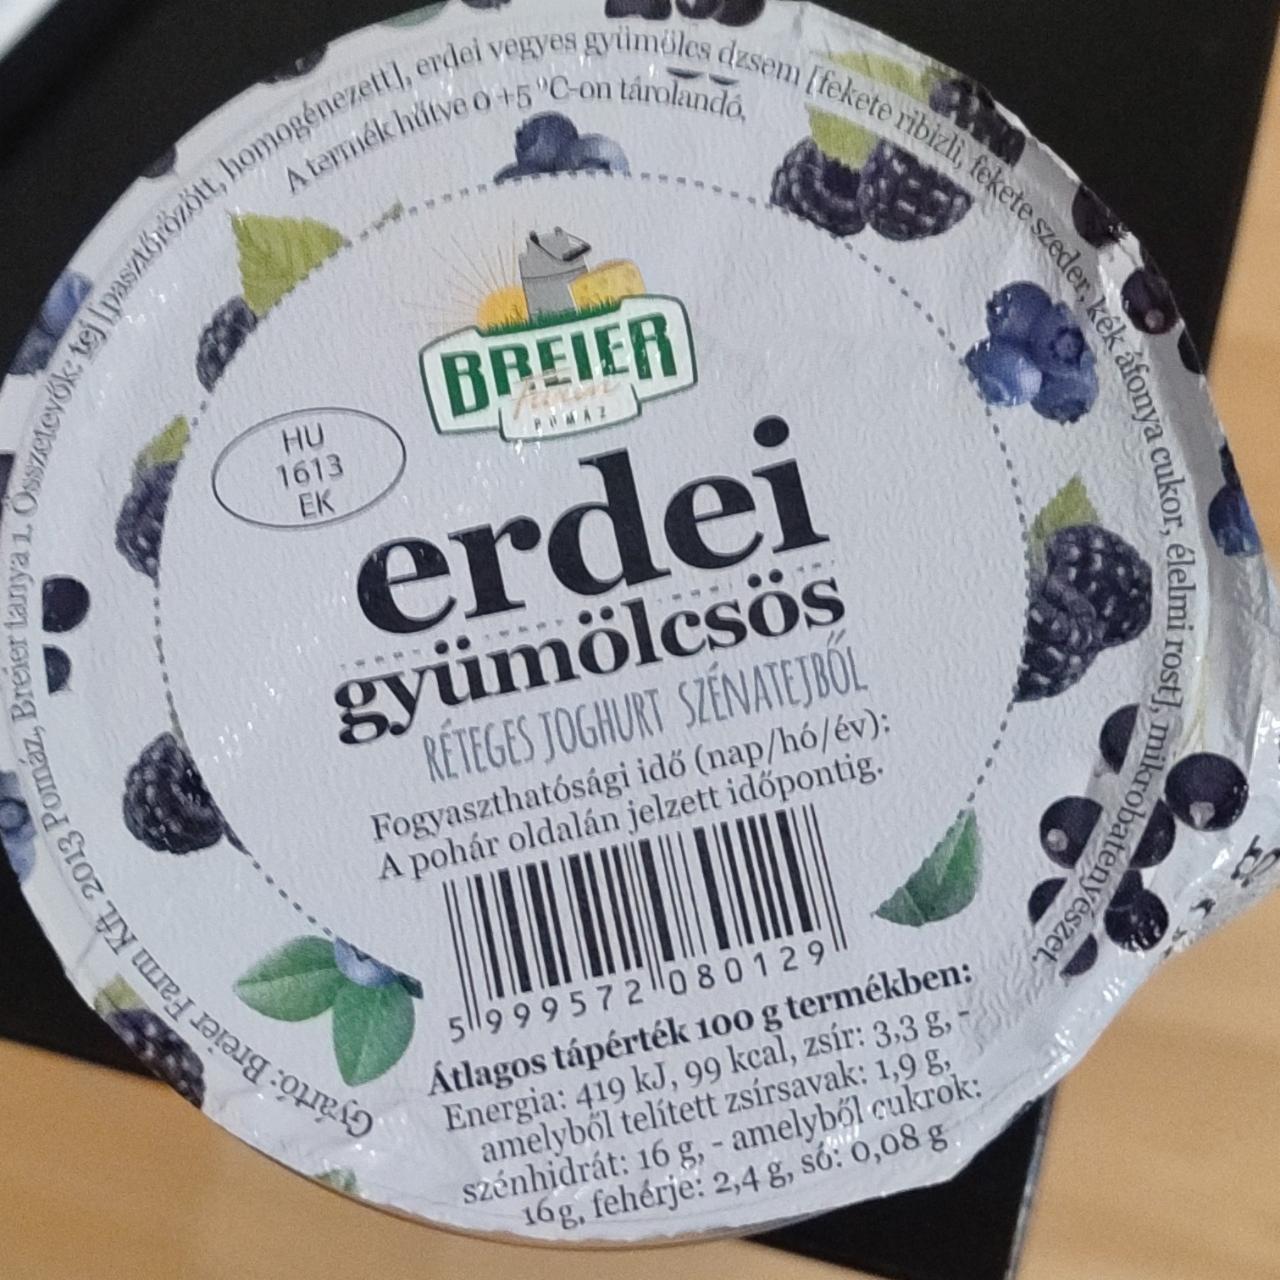 Gyártó: Breier Farm Kft. 2013 Pomáz, Breier tanya 1. Összetevők: tej [pasztőrözött, homogénezett], erdei vegyes gyümölcs dzsem [fekete ribizli, fekete szeder, kék áfonya cukor, élelmi rost], mikrobatenyészet.
A termék hűtve 0 +5 °C-on tárolandó.
BREIER
Farm
POMÁZ
HU
1613
EK
erdei
gyümölcsös
RÉTEGES JOGHURT SZÉNATEJBŐL
Fogyaszthatósági idő (nap/hó/év):
A pohár oldalán jelzett időpontig.
5 999572 080129
Átlagos tápérték 100 g termékben:
Energia: 419 kJ, 99 kcal, zsír: 3,3 g, -
amelyből telített zsírsavak: 1,9 g,
szénhidrát: 16 g, - amelyből cukrok:
16g, fehérje: 2,4 g, só: 0,08 g